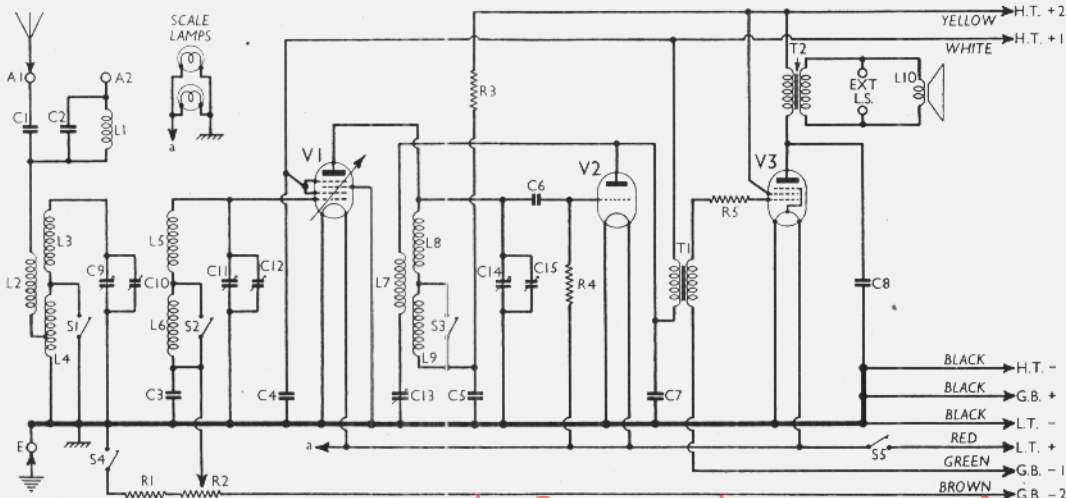 H.T. +2
YELLOW
H.T. +1
WHITE
SCALE
LAMPS
A1
A2
T2
EXT
L.S.
L10
R3
C1
C2
L1
a
V1
V2
V3
C6
R5
L3
L5
L8
T1
C9
C10
C11
C12
C14
C15
R4
C8
L2
L7
S1
L6
S2
S3
L4
L9
BLACK
H.T. -
C3
C4
C13
C5
C7
BLACK
G.B. +
BLACK
L.T. -
E
a
S5
RED
L.T. +
S4
GREEN
G.B. -1
R1
R2
BROWN
G.B. -2